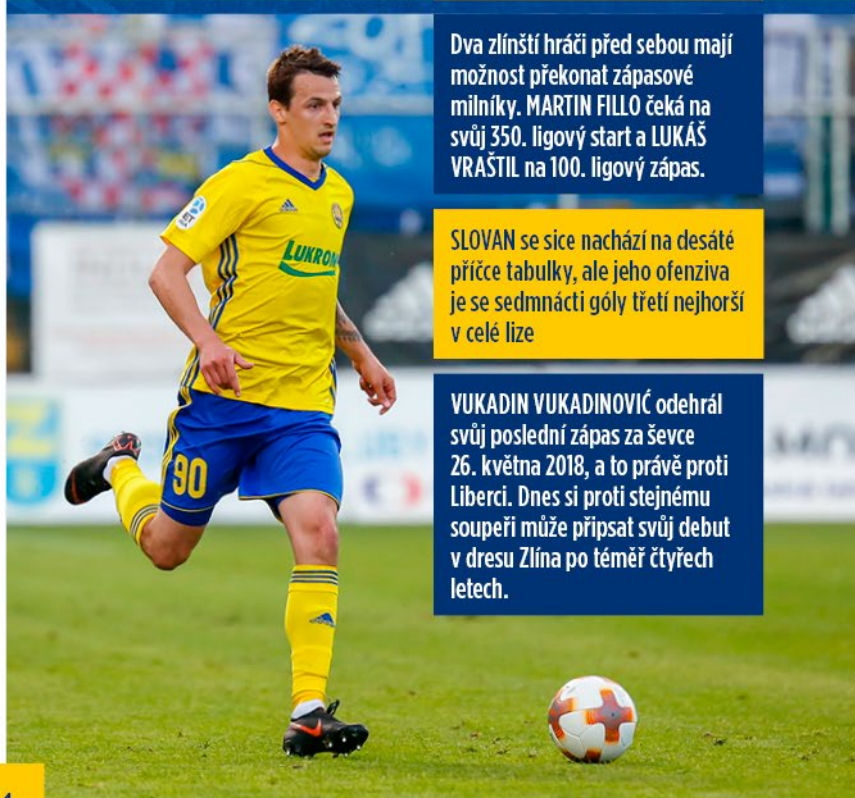 Dva zlínští hráči před sebou mají
možnost překonat zápasové
milníky. MARTIN FILLO čeká na
svůj 350. ligový start a LUKÁŠ
VRAŠTIL na 100. ligový zápas.
SLOVAN se sice nachází na desáté
příčce tabulky, ale jeho ofenziva
je se sedmnácti góly třetí nejhorší
v celé lize
VUKADIN VUKADINOVIĆ odehrál
svůj poslední zápas za ševce
26. května 2018, a to právě proti
Liberci. Dnes si proti stejnému
soupeři může připsat svůj debut
v dresu Zlína po téměř čtyřech
letech.
LUKROM
90